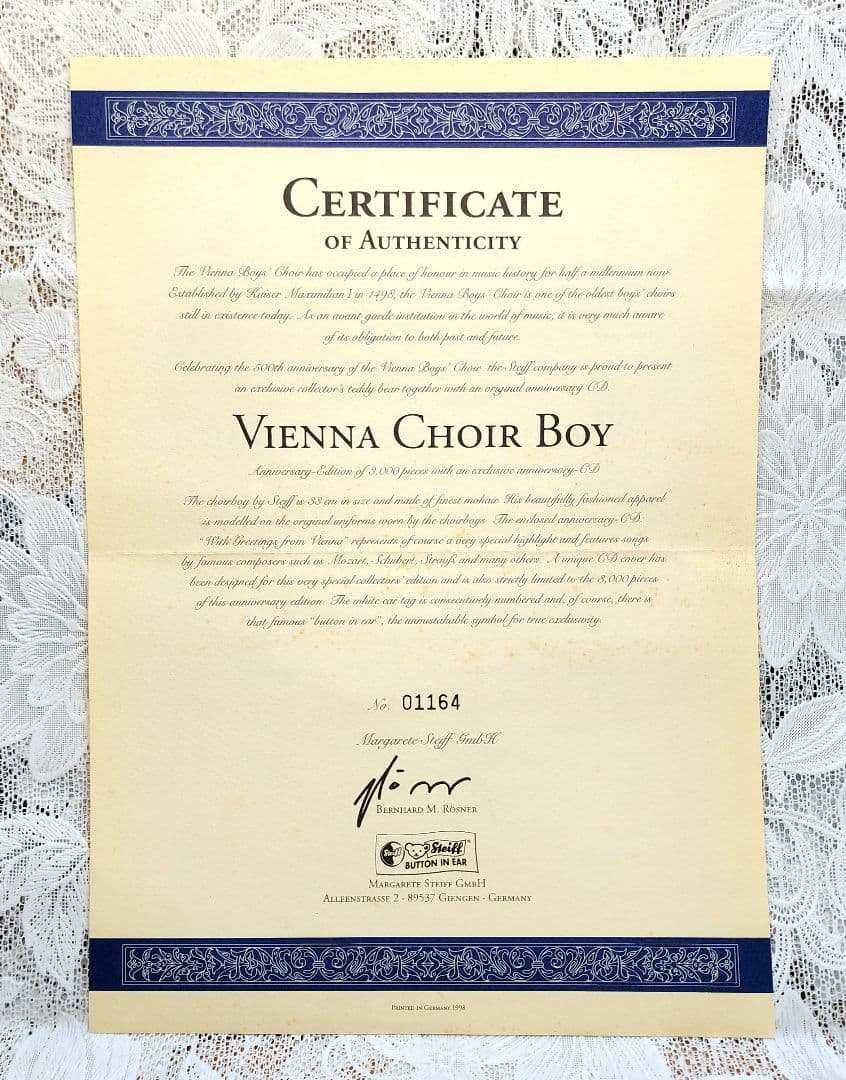 CERTIFICATE
OF AUTHENTICITY
The Vienna Boys' Choir has occupied a place of honour in music history for half a millennium now.
Established by Kaiser Maximilian I in 1498, the Vienna Boys' Choir is one of the oldest boys' choirs
still in existence today. As an avant-garde institution in the world of music, it is very much aware
of its obligation to both past and future.
Celebrating the 500th anniversary of the Vienna Boys' Choir the Steiff company is proud to present
an exclusive collector's teddy bear together with an original anniversary CD.
VIENNA CHOIR BOY
Anniversary-Edition of 3,000 pieces with an exclusive anniversary-CD
The choirboy by Steiff is 33 cm in size and made of finest mohair. His beautifully fashioned apparel
is modelled on the original uniforms worn by the choirboys. The enclosed anniversary-CD:
"With Greetings from Vienna" represents of course a very special highlight and features songs
by famous composers such as Mozart, Schubert, Strauß and many others. A unique CD cover has
been designed for this very special collectors' edition and is also strictly limited to the 3,000 pieces
of this anniversary edition. The white ear tag is consecutively numbered and, of course, there is
that famous "button in ear", the unmistakable symbol for true exclusivity.
No. 01164
Margarete Steiff GmbH
BERNHARD M. RÖSNER
Steiff Steiff®
BUTTON IN EAR
MARGARETE STEIFF GMBH
ALLEENSTRASSE 2 · 89537 GIENGEN · GERMANY
PRINTED IN GERMANY 1998